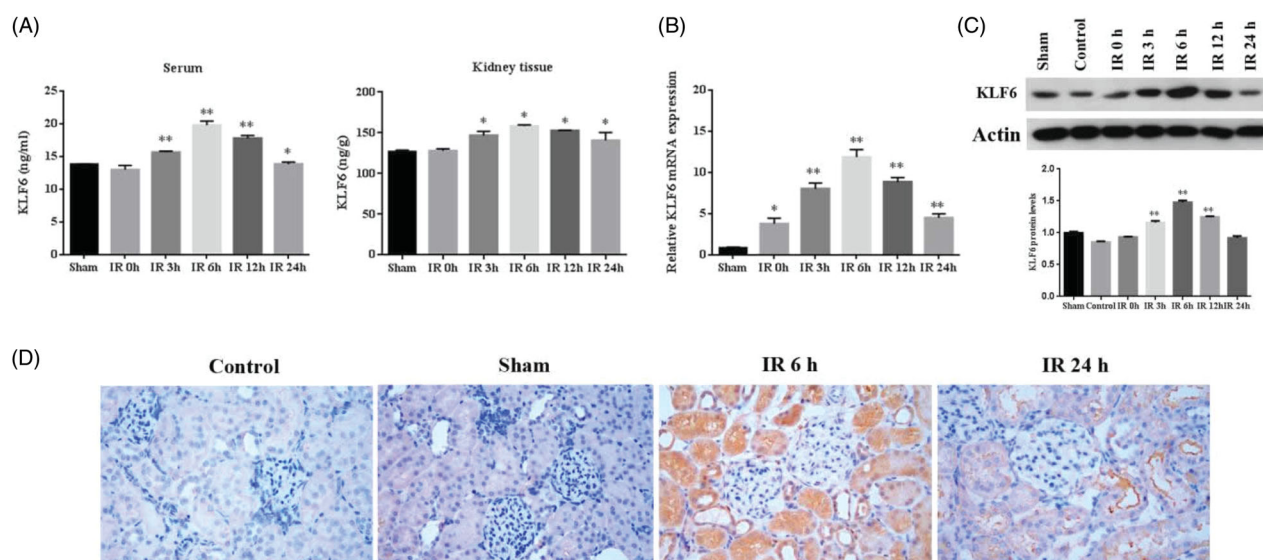 (A)
Serum
KLF6 (ng/ml)
25
20
15
10
5
0
** ** ** *
Sham IR 0h IR 3h IR 6h IR 12h IR 24h
Kidney tissue
KLF6 (ng/g)
200
150
100
50
0
* * * *
Sham IR 0h IR 3h IR 6h IR 12h IR 24h
(B)
Relative KLF6 mRNA expression
20
15
10
5
0
* ** ** ** **
Sham IR 0h IR 3h IR 6h IR 12h IR 24h
(C)
Sham Control IR 0 h IR 3 h IR 6 h IR 12 h IR 24 h
KLF6
Actin
KLF6 protein levels
2.0
1.5
1.0
0.5
0.0
** ** **
Sham Control IR 0h IR 3h IR 6h IR 12h IR 24h
(D)
Control Sham IR 6 h IR 24 h